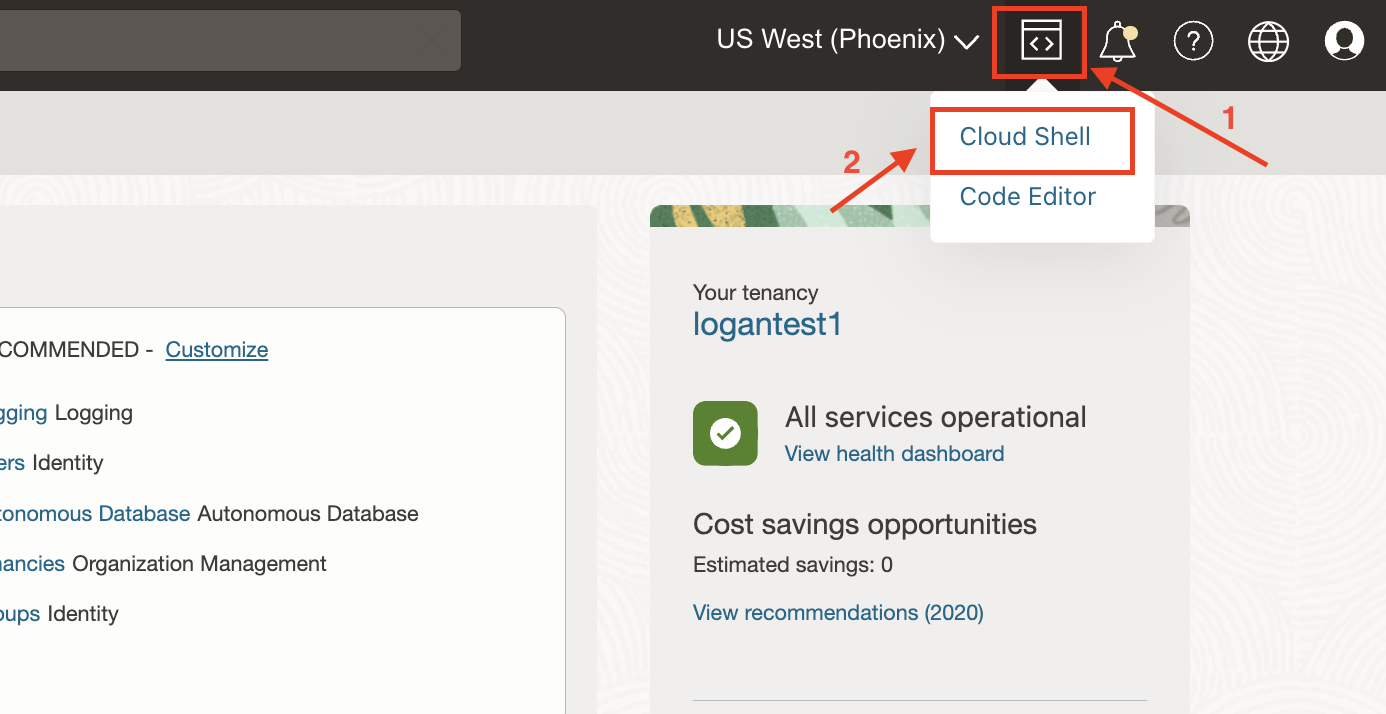 US West (Phoenix)
1
Cloud Shell
2
Code Editor
Your tenancy
logantest1
COMMENDED - Customize
gging Logging
ers Identity
tonomous Database Autonomous Database
nancies Organization Management
oups Identity
All services operational
View health dashboard
Cost savings opportunities
Estimated savings: 0
View recommendations (2020)